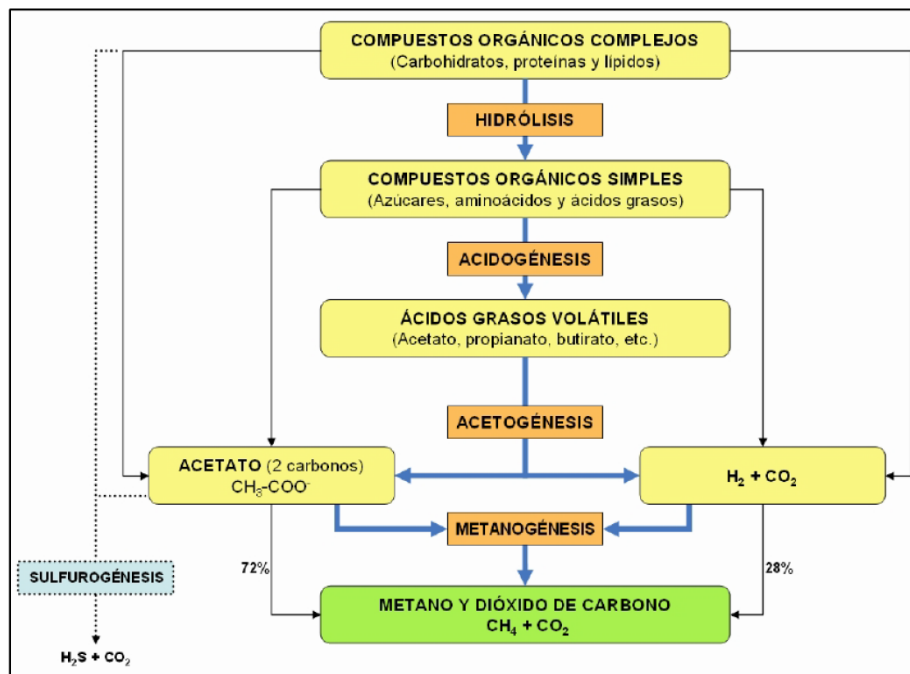 COMPUESTOS ORGÁNICOS COMPLEJOS
(Carbohidratos, proteínas y lípidos)
HIDRÓLISIS
COMPUESTOS ORGÁNICOS SIMPLES
(Azúcares, aminoácidos y ácidos grasos)
ACIDOGÉNESIS
ÁCIDOS GRASOS VOLÁTILES
(Acetato, propianato, butirato, etc.)
ACETOGÉNESIS
ACETATO (2 carbonos)
CH₃-COO⁻
H₂ + CO₂
METANOGÉNESIS
SULFUROGÉNESIS
72%
28%
METANO Y DIÓXIDO DE CARBONO
CH₄ + CO₂
H₂S + CO₂